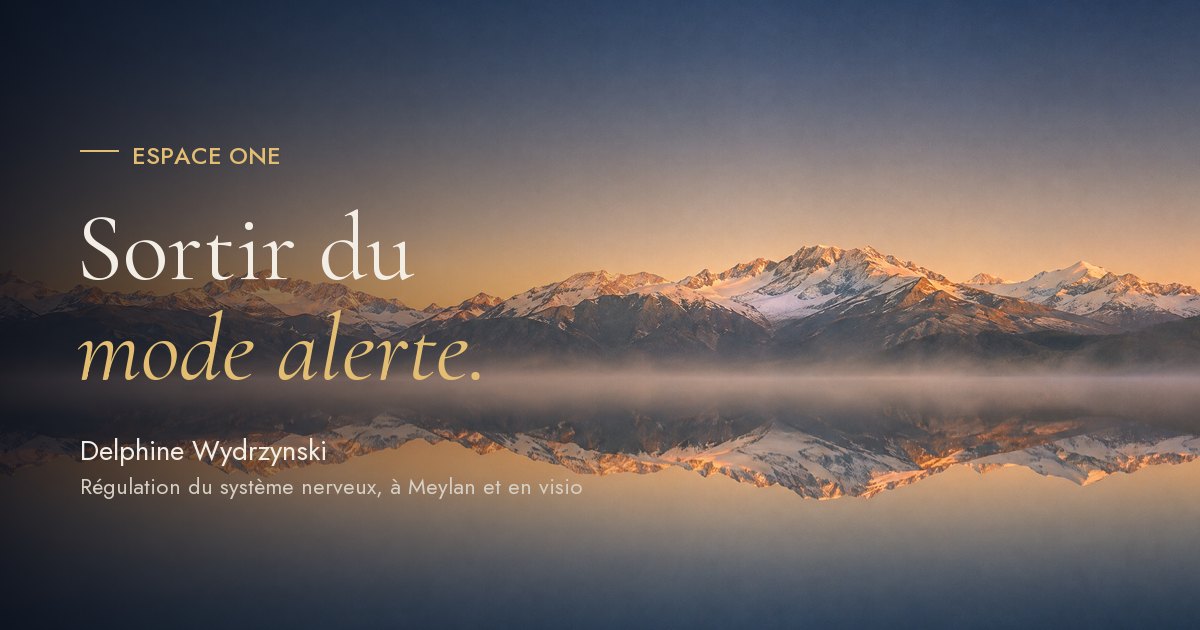 ESPACE ONE
Sortir du
mode alerte.
Delphine Wydrzynski
Régulation du système nerveux, à Meylan et en visio